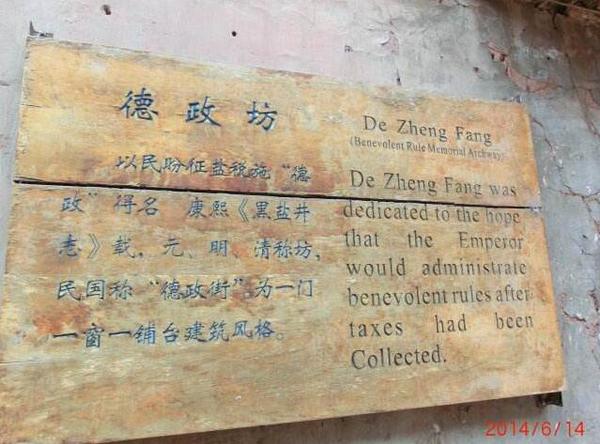 德政坊
以民盼征盐税施“德
政”得名 康熙《黑盐井
志》载，元、明、清称坊，
民国称“德政街”。为一门
一窗一铺台建筑风格。
De Zheng Fang
(Benevolent Rule Memorial Archway)
De Zheng Fang was
dedicated to the hope
that the Emperor
would administrate
benevolent rules after
taxes had been
Collected.
2014/6/14